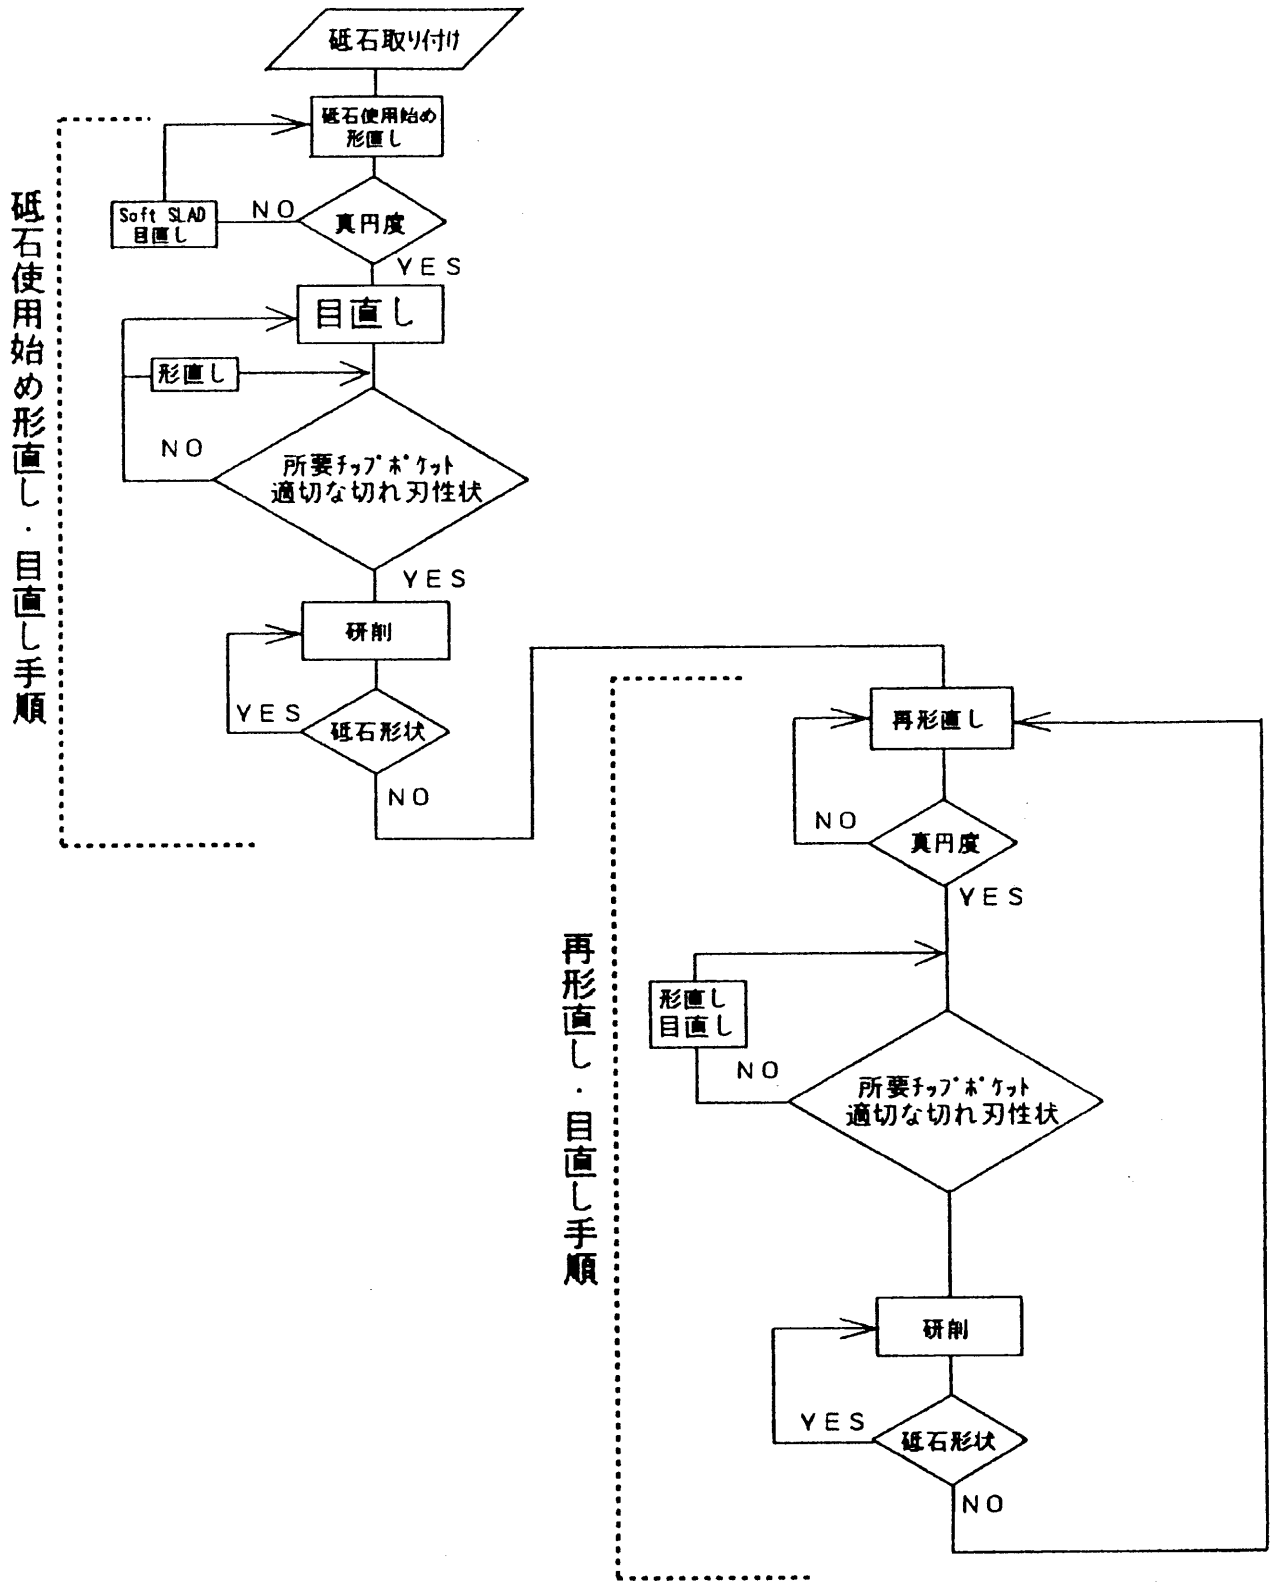 砥石取り付け
砥石使用始め
形直し
Soft SLAD
目直し
NO
真円度
YES
目直し
形直し
NO
所要ﾁｯﾌﾟﾎﾟｹｯﾄ
適切な切れ刃性状
YES
研削
YES
砥石形状
NO
砥石使用始め形直し・目直し手順
再形直し
NO
真円度
YES
形直し
目直し
NO
所要ﾁｯﾌﾟﾎﾟｹｯﾄ
適切な切れ刃性状
研削
YES
砥石形状
NO
再形直し・目直し手順